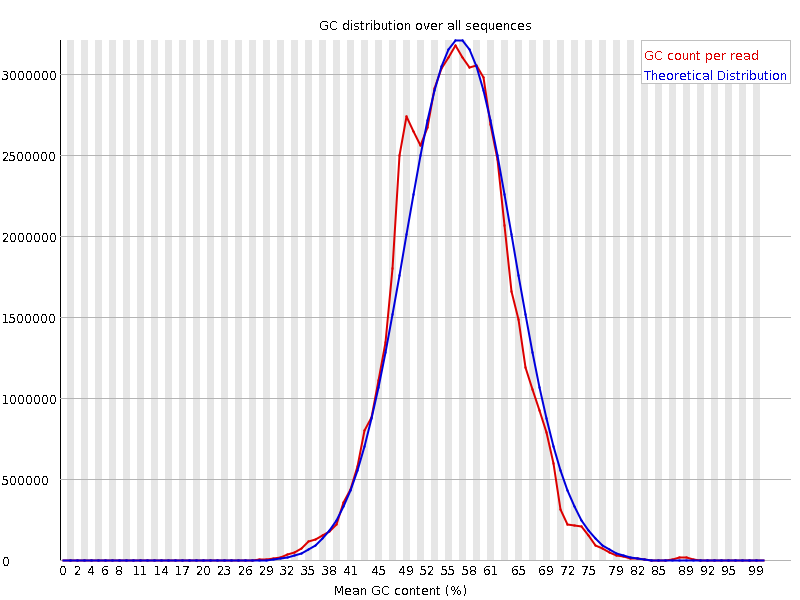 GC distribution over all sequences
GC count per read
Theoretical Distribution
3000000
2500000
2000000
1500000
1000000
500000
0
0 2 4 6 8 11 14 17 20 23 26 29 32 35 38 41 45 49 52 55 58 61 65 69 72 75 79 82 85 89 92 95 99
Mean GC content (%)